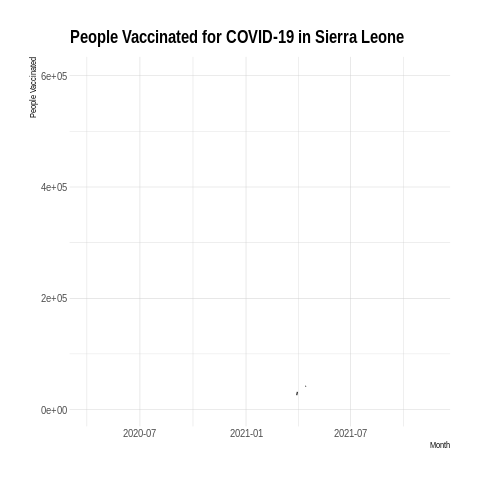 People Vaccinated for COVID-19 in Sierra Leone
People Vaccinated
6e+05
4e+05
2e+05
0e+00
2020-07 2021-01 2021-07
Month